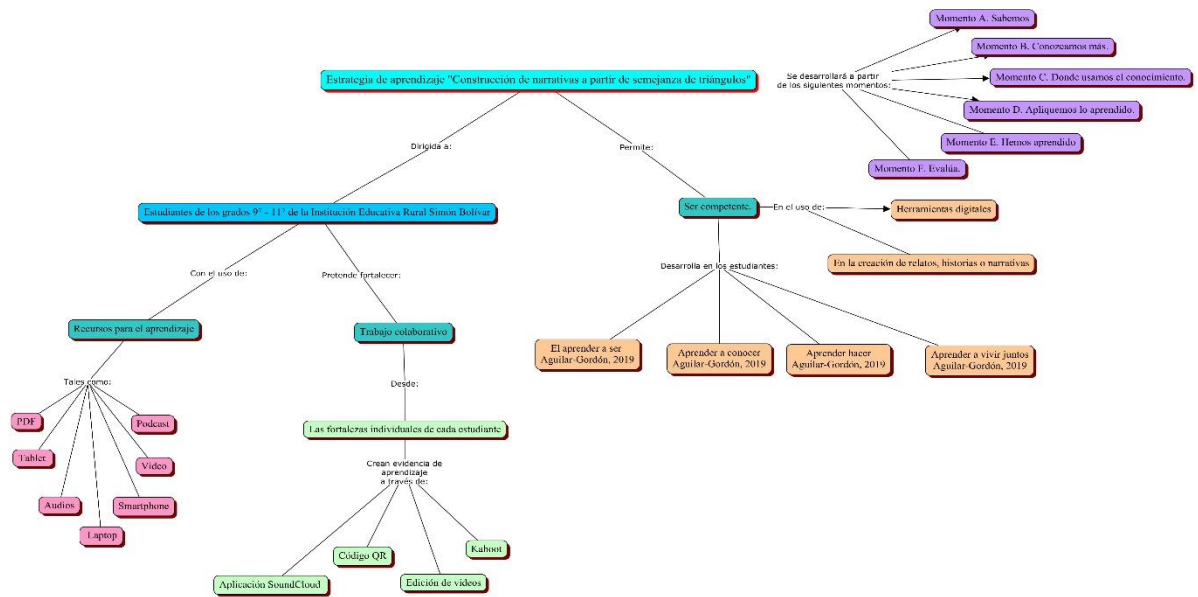 Estrategia de aprendizaje "Construcción de narrativas a partir de semejanza de triángulos"
Se desarrollará a partir
de los siguientes momentos:
Momento A. Sabemos
Momento B. Conozcamos más.
Momento C. Donde usamos el conocimiento.
Momento D. Apliquemos lo aprendido.
Momento E. Hemos aprendido
Momento F. Evalúa.
Dirigida a:
Permite:
Estudiantes de los grados 9° - 11° de la Institución Educativa Rural Simón Bolívar
Con el uso de:
Pretende fortalecer:
Recursos para el aprendizaje
Tales como:
PDF
Tablet
Audios
Laptop
Smartphone
Video
Podcast
Trabajo colaborativo
Desde:
Las fortalezas individuales de cada estudiante
Crean evidencia de
aprendizaje
a través de:
Aplicación SoundCloud
Código QR
Edición de videos
Kahoot
Ser competente.
En el uso de:
Herramientas digitales
En la creación de relatos, historias o narrativas
Desarrolla en los estudiantes:
El aprender a ser
Aguilar-Gordón, 2019
Aprender a conocer
Aguilar-Gordón, 2019
Aprender hacer
Aguilar-Gordón, 2019
Aprender a vivir juntos
Aguilar-Gordón, 2019